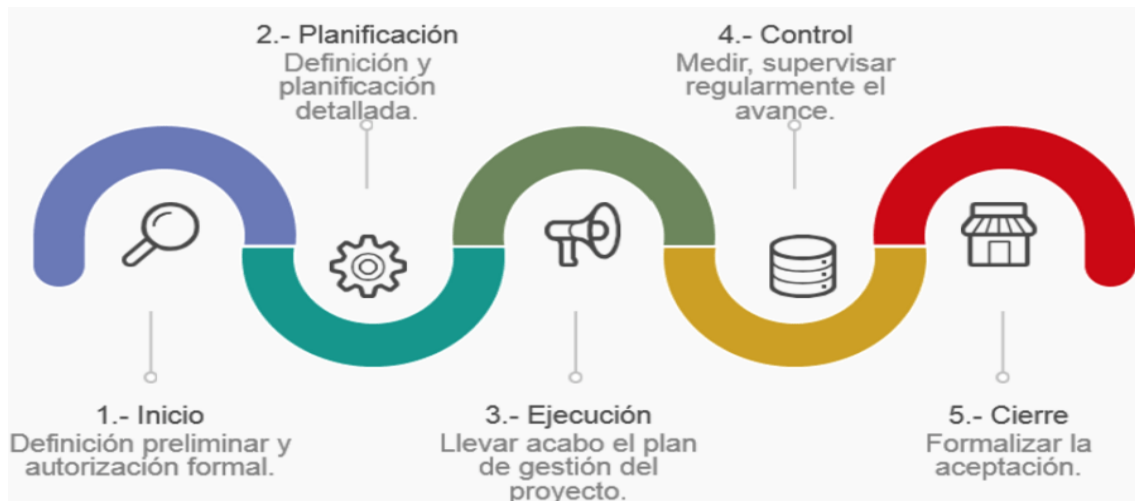 2.- Planificación
Definición y
planificación
detallada.
4.- Control
Medir, supervisar
regularmente el
avance.
1.- Inicio
Definición preliminar y
autorización formal.
3.- Ejecución
Llevar acabo el plan
de gestión del
proyecto.
5.- Cierre
Formalizar la
aceptación.